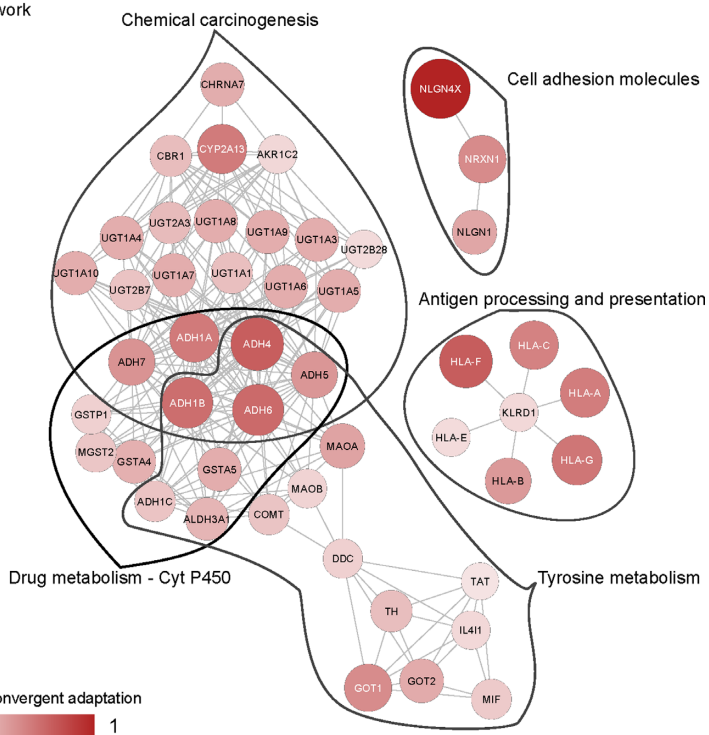 work
Chemical carcinogenesis
Cell adhesion molecules
CHRNA7
NLGN4X
CBR1
CYP2A13
AKR1C2
NRXN1
UGT1A4
UGT2A3
UGT1A8
UGT1A9
UGT1A3
UGT2B28
NLGN1
UGT1A10
UGT2B7
UGT1A7
UGT1A1
UGT1A6
UGT1A5
Antigen processing and presentation
ADH7
ADH1A
ADH4
ADH5
HLA-F
HLA-C
HLA-A
KLRD1
HLA-E
HLA-G
HLA-B
ADH1B
ADH6
GSTP1
MGST2
GSTA4
GSTA5
MAOA
ADH1C
ALDH3A1
COMT
MAOB
Drug metabolism - Cyt P450
DDC
Tyrosine metabolism
TAT
TH
IL4I1
GOT1
GOT2
MIF
onvergent adaptation
1